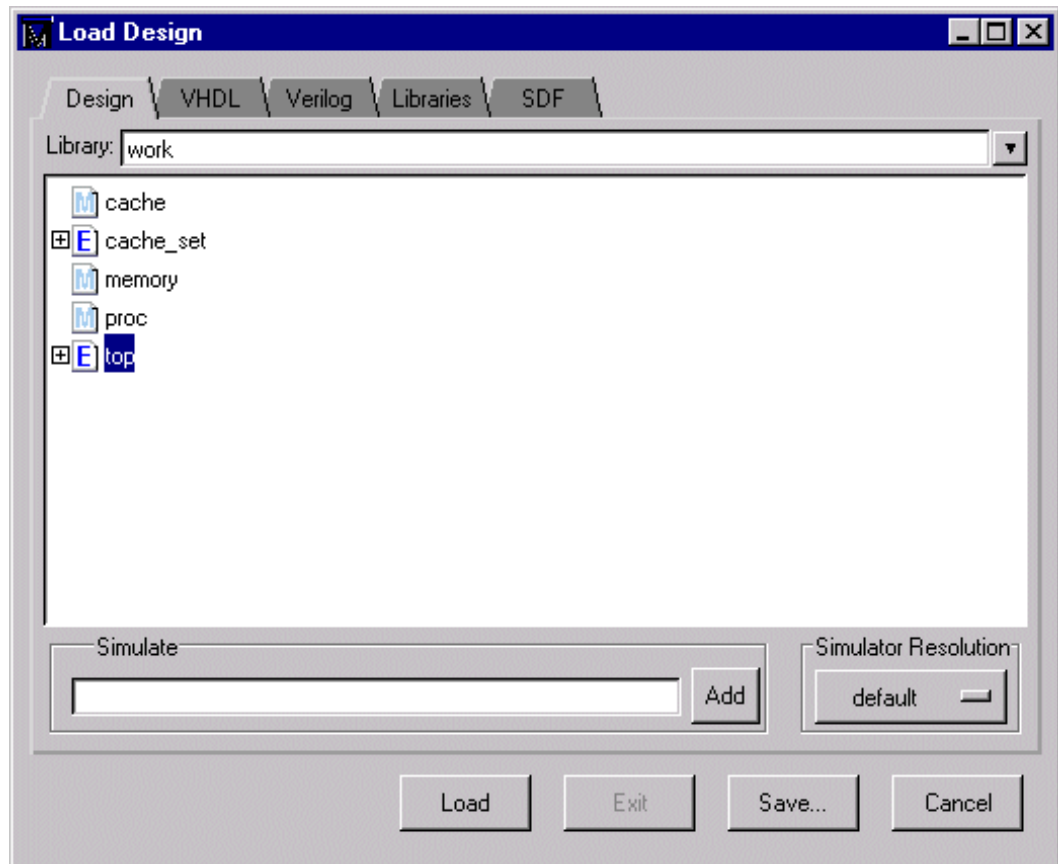 Load Design
Design VHDL Verilog Libraries SDF
Library: work
M cache
E cache_set
M memory
M proc
E top
Simulate Simulator Resolution
Add default
Load Exit Save... Cancel